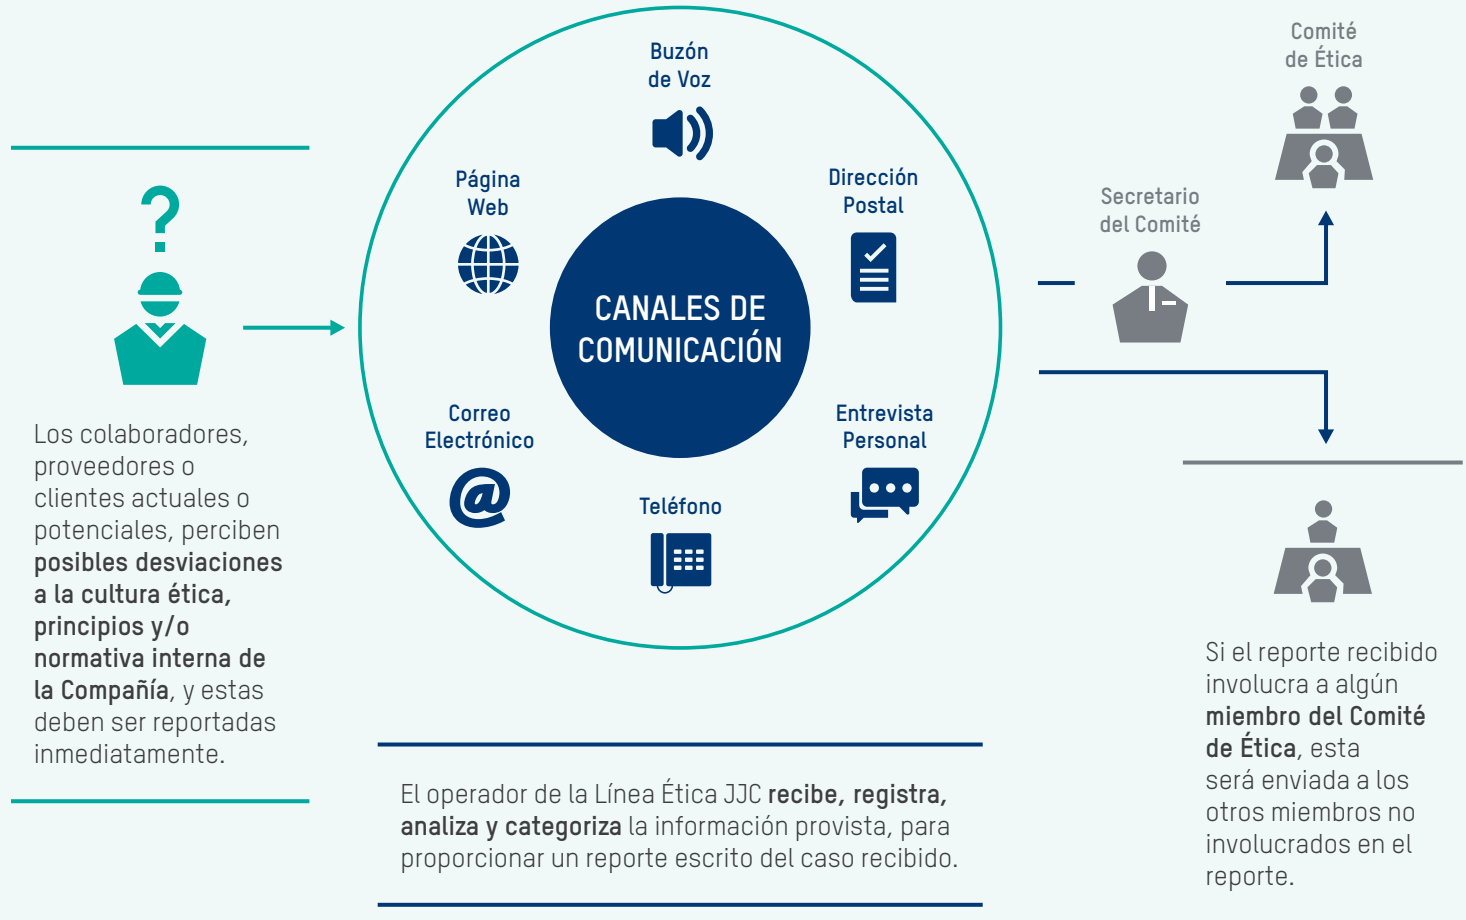 Los colaboradores,
proveedores o
clientes actuales o
potenciales, perciben
posibles desviaciones
a la cultura ética,
principios y/o
normativa interna de
la Compañía, y estas
deben ser reportadas
inmediatamente.
Buzón
de Voz
Página
Web
Dirección
Postal
CANALES DE
COMUNICACIÓN
Correo
Electrónico
Entrevista
Personal
Teléfono
El operador de la Línea Ética JJC recibe, registra,
analiza y categoriza la información provista, para
proporcionar un reporte escrito del caso recibido.
Secretario
del Comité
Comité
de Ética
Si el reporte recibido
involucra a algún
miembro del Comité
de Ética, esta
será enviada a los
otros miembros no
involucrados en el
reporte.